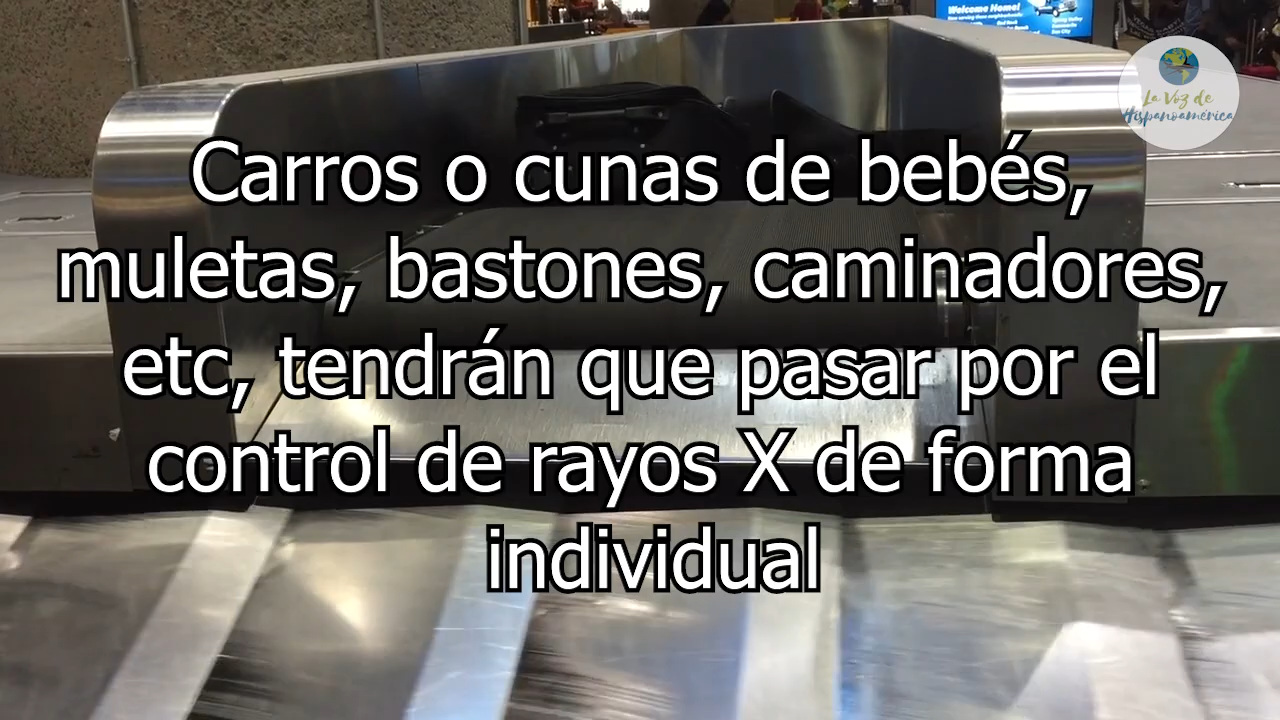 Welcome Home!
La Voz de
Hispanoamérica
Carros o cunas de bebés,
muletas, bastones, caminadores,
etc, tendrán que pasar por el
control de rayos X de forma
individual